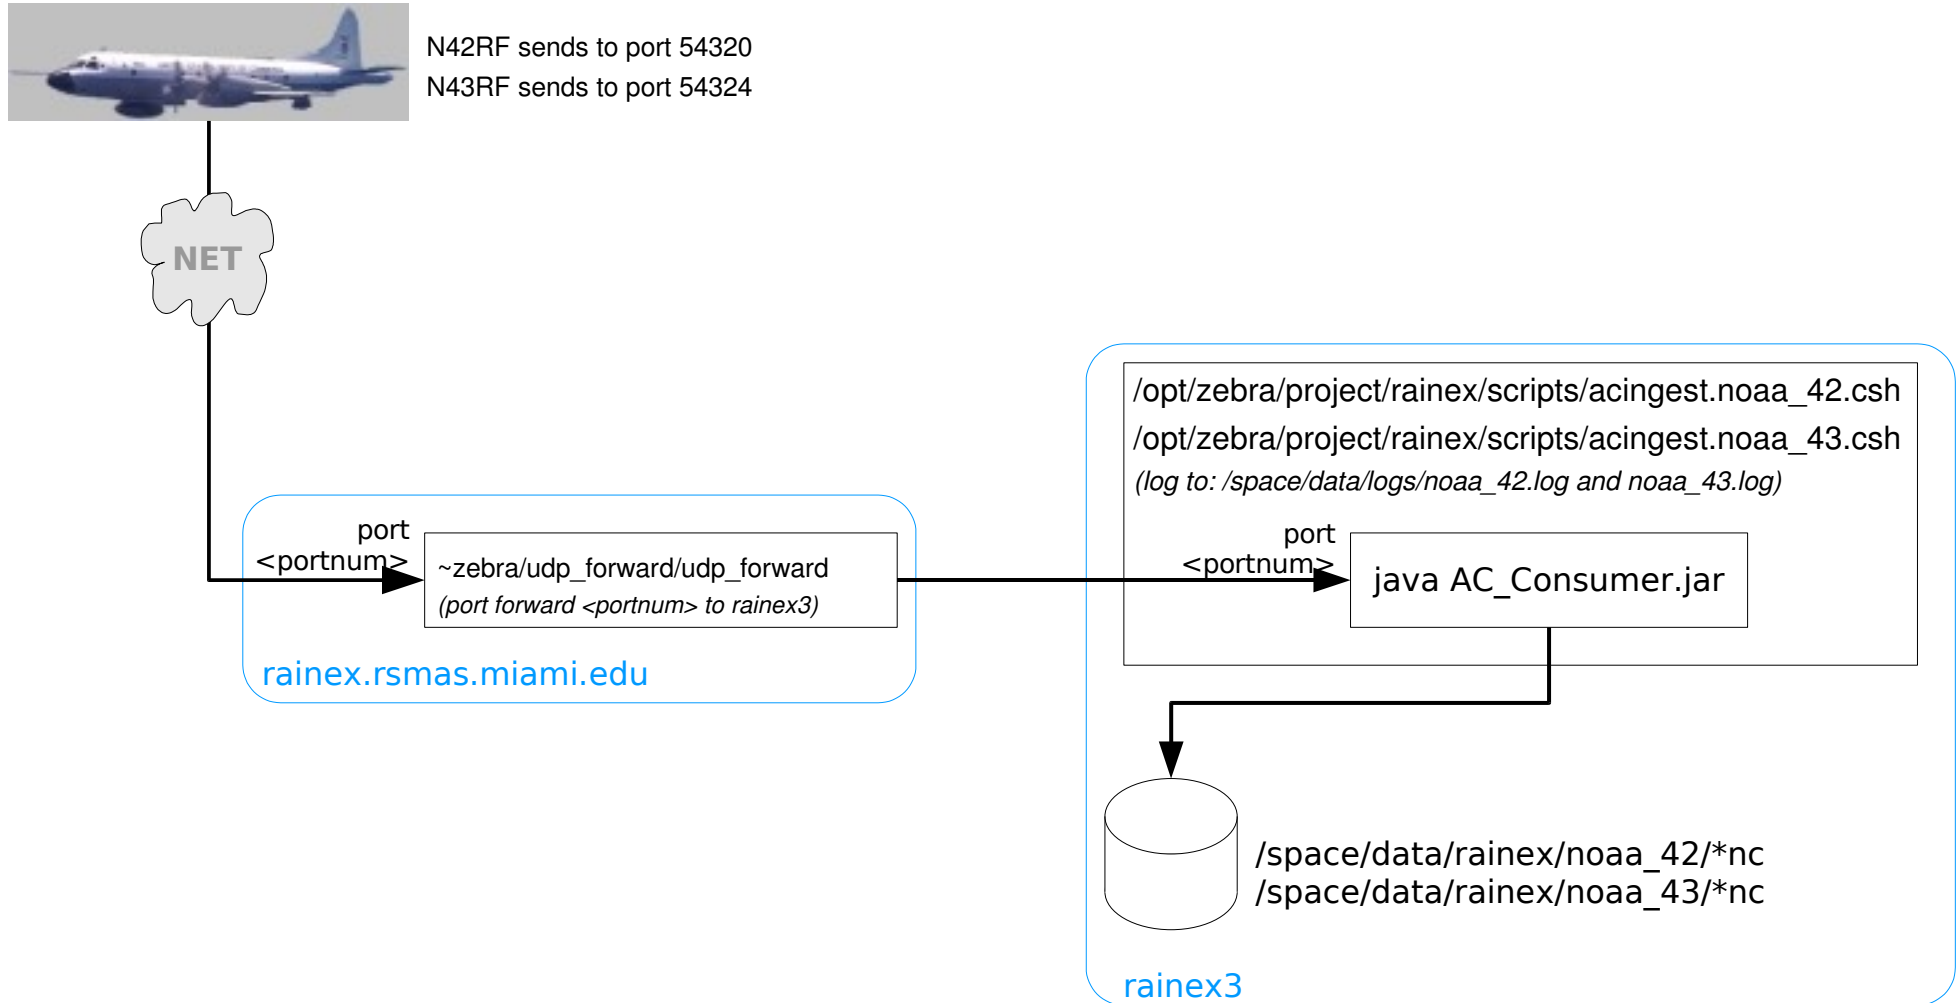 N42RF sends to port 54320
N43RF sends to port 54324
NET
/opt/zebra/project/rainex/scripts/acingest.noaa_42.csh
/opt/zebra/project/rainex/scripts/acingest.noaa_43.csh
(log to: /space/data/logs/noaa_42.log and noaa_43.log)
port
<portnum>
~zebra/udp_forward/udp_forward
(port forward <portnum> to rainex3)
rainex.rsmas.miami.edu
port
<portnum>
java AC_Consumer.jar
/space/data/rainex/noaa_42/*nc
/space/data/rainex/noaa_43/*nc
rainex3